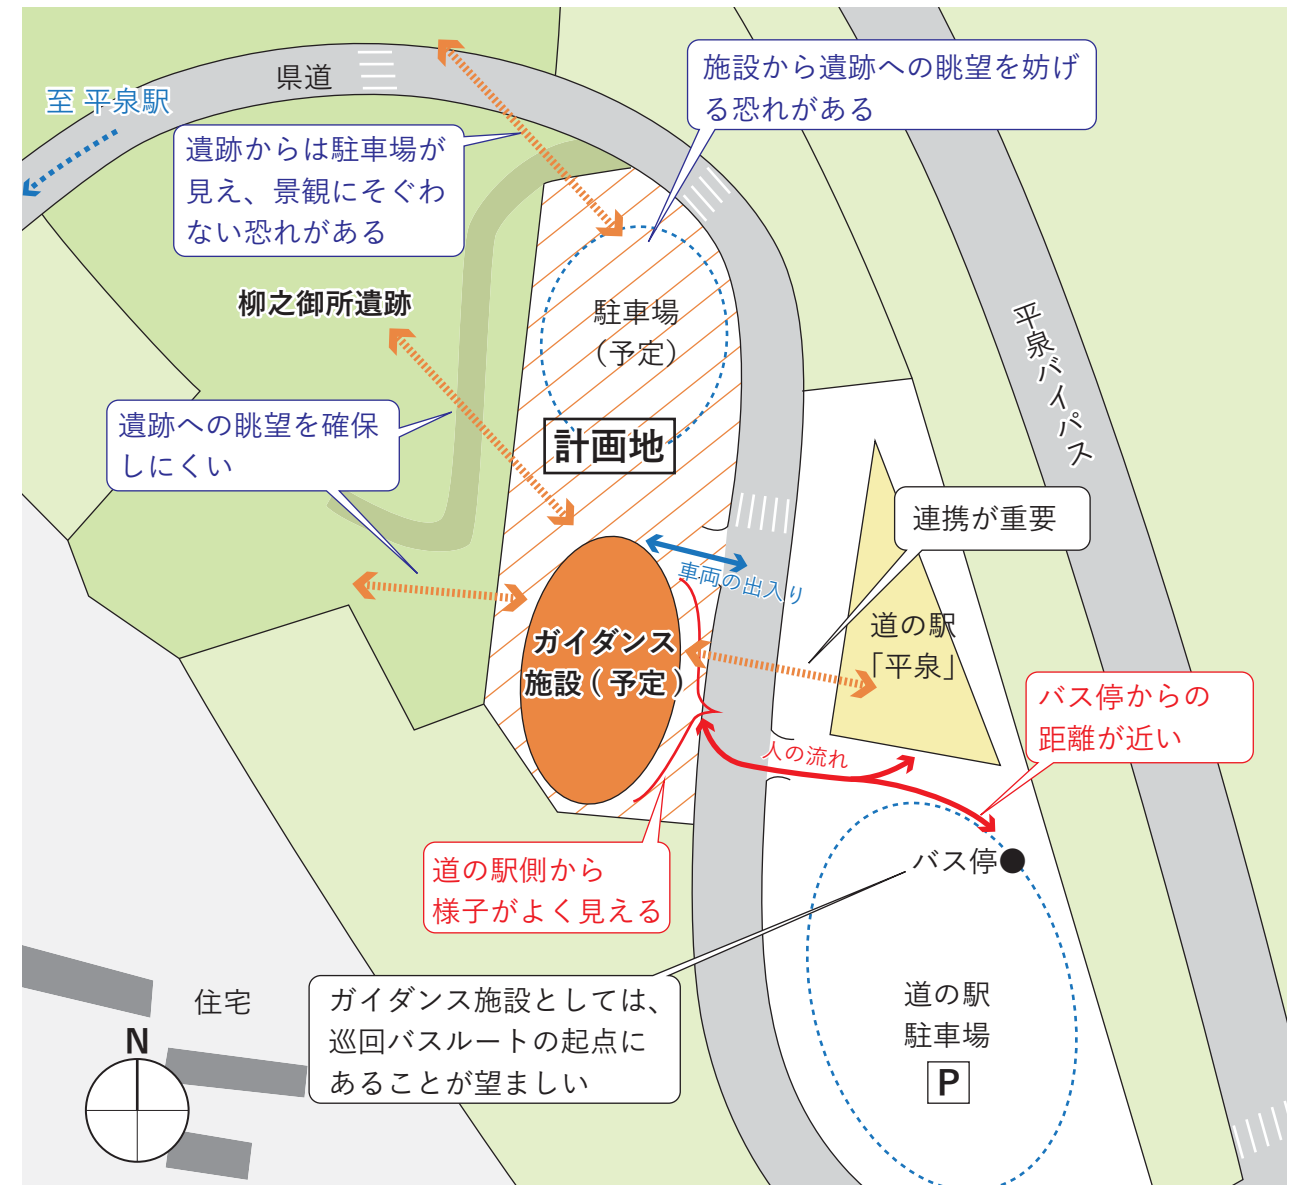 施設から遺跡への眺望を妨げ
る恐れがある
県道
至 平泉駅
遺跡からは駐車場が
見え、景観にそぐわ
ない恐れがある
柳之御所遺跡
駐車場
（予定）
平泉バイパス
遺跡への眺望を確保
しにくい
計画地
連携が重要
車両の出入り
道の駅
「平泉」
ガイダンス
施設（予定）
バス停からの
距離が近い
人の流れ
道の駅側から
様子がよく見える
バス停
ガイダンス施設としては、
巡回バスルートの起点に
あることが望ましい
道の駅
駐車場
P
住宅
N